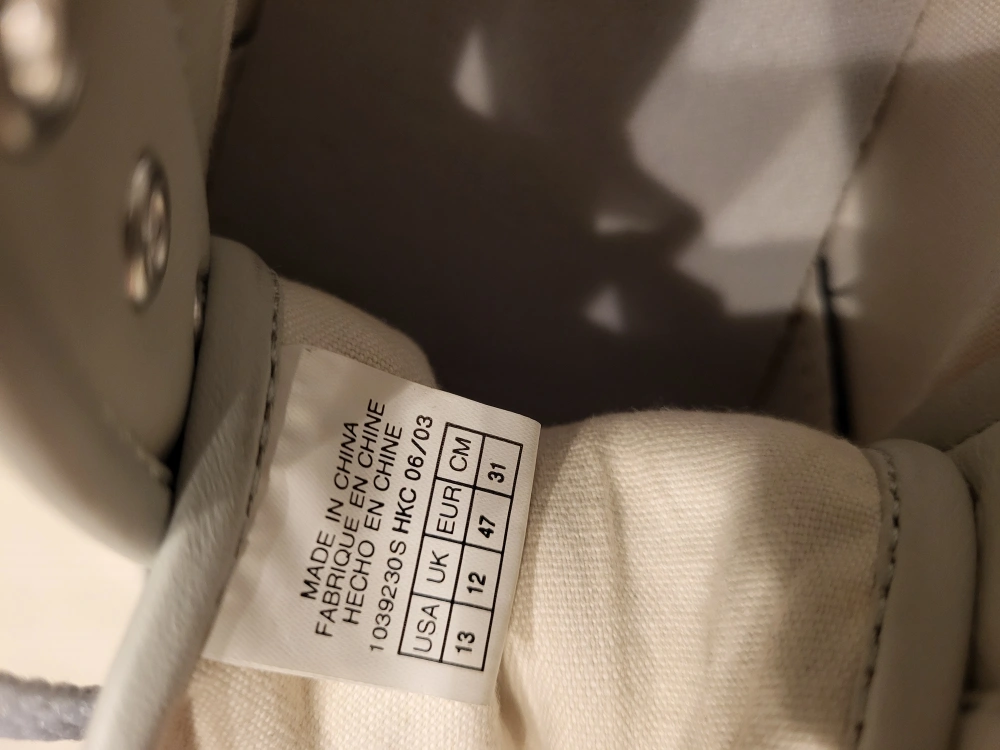 MADE IN CHINA
FABRIQUE EN CHINE
HECHO EN CHINE
1039230S HKC 06/03
USA UK EUR CM
13 12 47 31